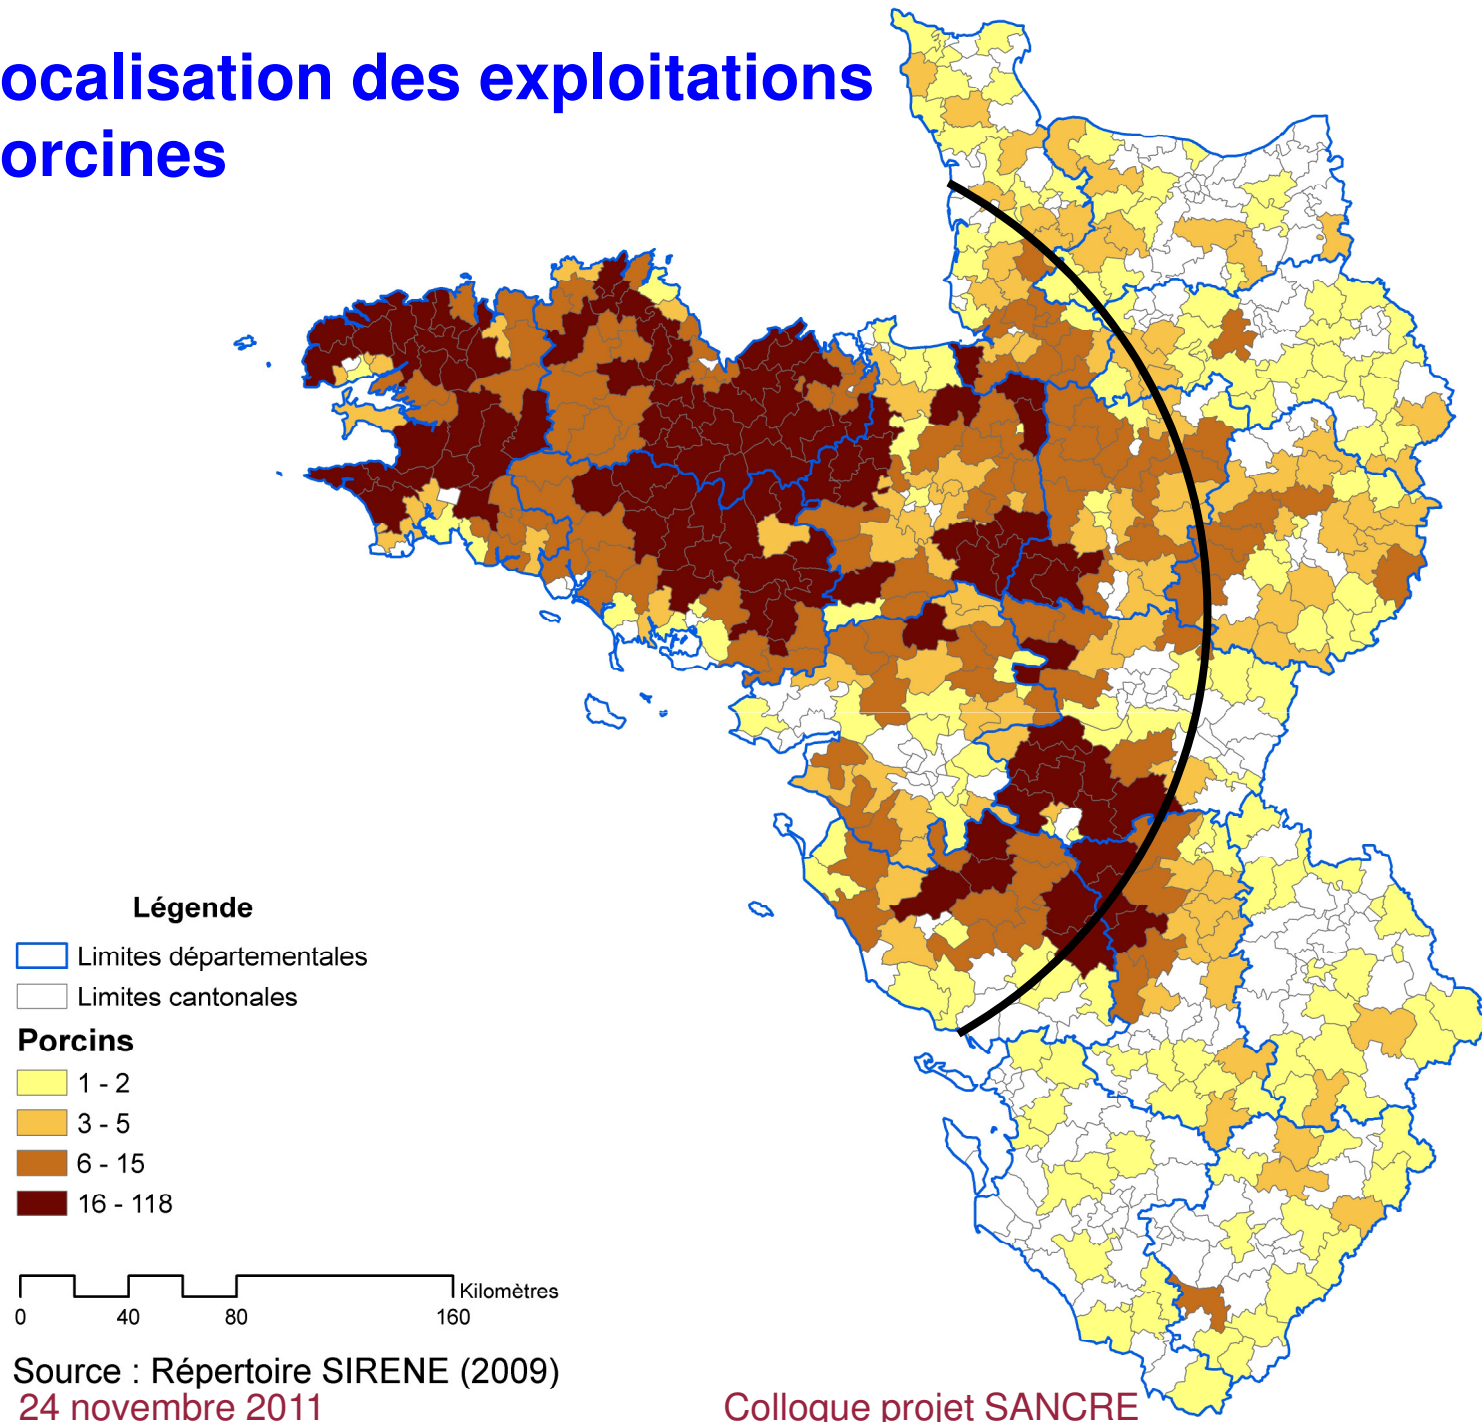 ocalisation des exploitations
orcines
Légende
Limites départementales
Limites cantonales
Porcins
1 - 2
3 - 5
6 - 15
16 - 118
Kilomètres
0 40 80 160
Source : Répertoire SIRENE (2009)
24 novembre 2011
Colloque projet SANCRE